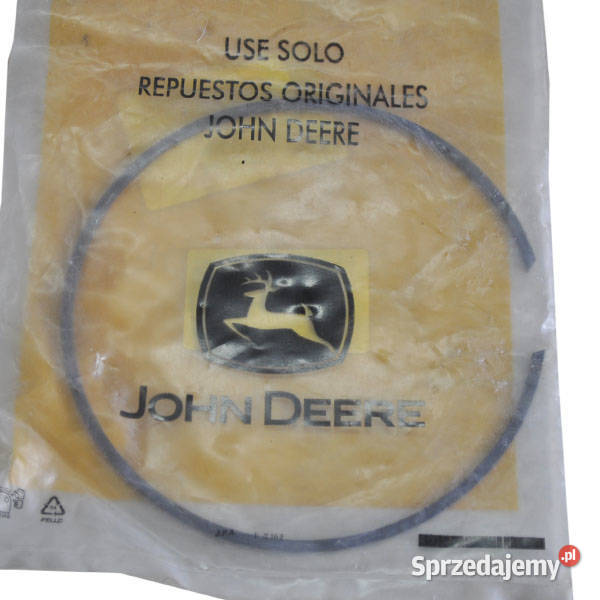 USE SOLO
REPUESTOS ORIGINALES
JOHN DEERE
JOHN DEERE
Sprzedajemy.pl